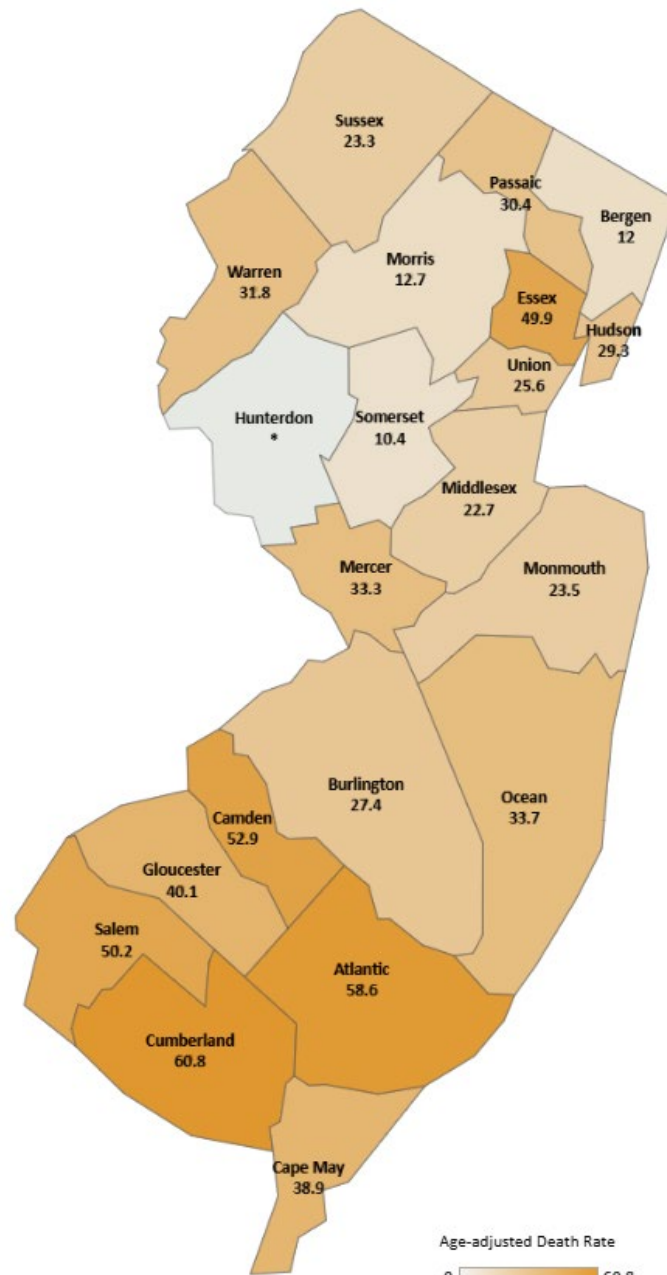 Sussex
23.3
Passaic
30.4
Bergen
12
Morris
12.7
Warren
31.8
Essex
49.9
Hudson
29.3
Union
25.6
Hunterdon
*
Somerset
10.4
Middlesex
22.7
Mercer
33.3
Monmouth
23.5
Burlington
27.4
Ocean
33.7
Camden
52.9
Gloucester
40.1
Salem
50.2
Atlantic
58.6
Cumberland
60.8
Cape May
38.9
Age-adjusted Death Rate
0 60.8